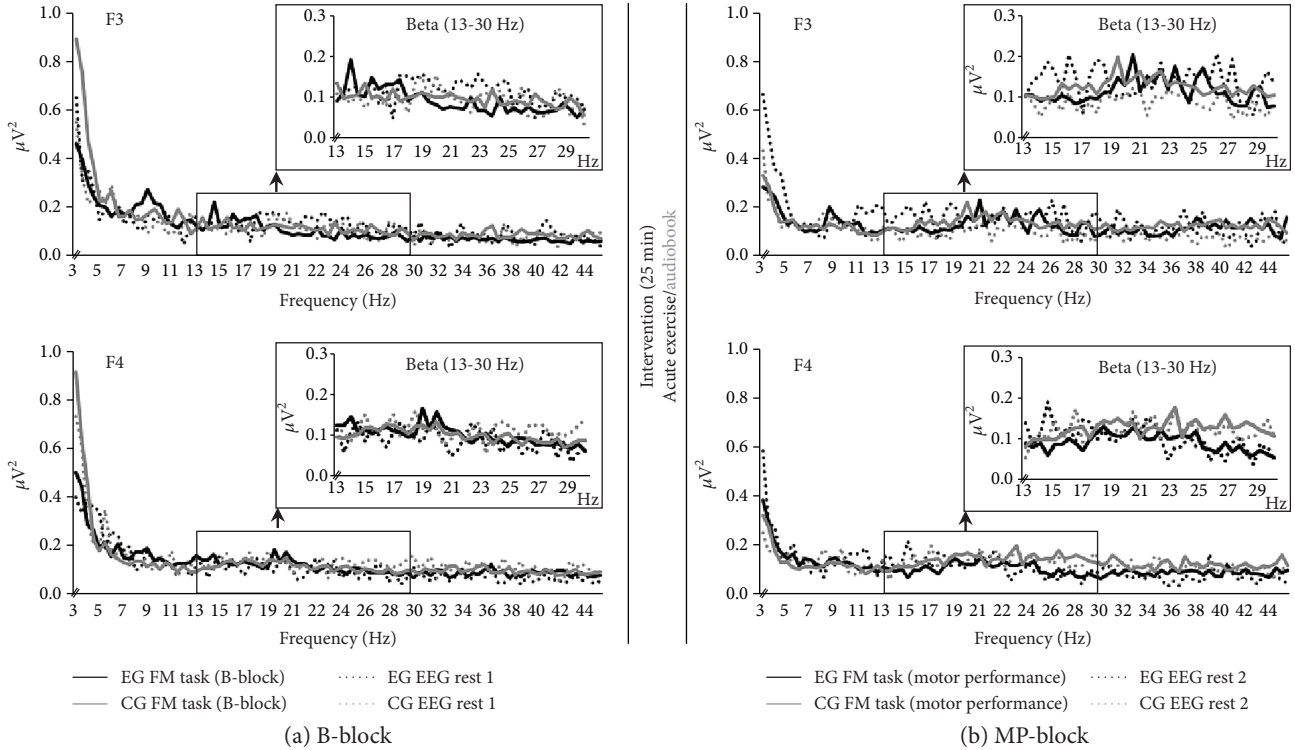 F3
Beta (13-30 Hz)
0.3
0.2
0.1
0.0
μV²
13 15 17 19 21 23 25 27 29
Hz
1.0
0.8
0.6
0.4
0.2
0.0
μV²
3 5 7 9 11 13 15 17 19 21 24 26 28 30 32 34 36 38 40 42 44
Frequency (Hz)
F4
Beta (13-30 Hz)
0.3
0.2
0.1
0.0
μV²
13 15 17 19 21 23 25 27 29
Hz
1.0
0.8
0.6
0.4
0.2
0.0
μV²
3 5 7 9 11 13 15 17 19 21 24 26 28 30 32 34 36 38 40 42 44
Frequency (Hz)
EG FM task (B-block)
EG EEG rest 1
CG FM task (B-block)
CG EEG rest 1
(a) B-block
Intervention (25 min)
Acute exercise/audiobook
F3
Beta (13-30 Hz)
0.3
0.2
0.1
0.0
μV²
13 15 17 19 21 23 25 27 29
Hz
1.0
0.8
0.6
0.4
0.2
0.0
μV²
3 5 7 9 11 13 15 17 19 21 24 26 28 30 32 34 36 38 40 42 44
Frequency (Hz)
F4
Beta (13-30 Hz)
0.3
0.2
0.1
0.0
μV²
13 15 17 19 21 23 25 27 29
Hz
1.0
0.8
0.6
0.4
0.2
0.0
μV²
3 5 7 9 11 13 15 17 19 21 24 26 28 30 32 34 36 38 40 42 44
Frequency (Hz)
EG FM task (motor performance)
EG EEG rest 2
CG FM task (motor performance)
CG EEG rest 2
(b) MP-block